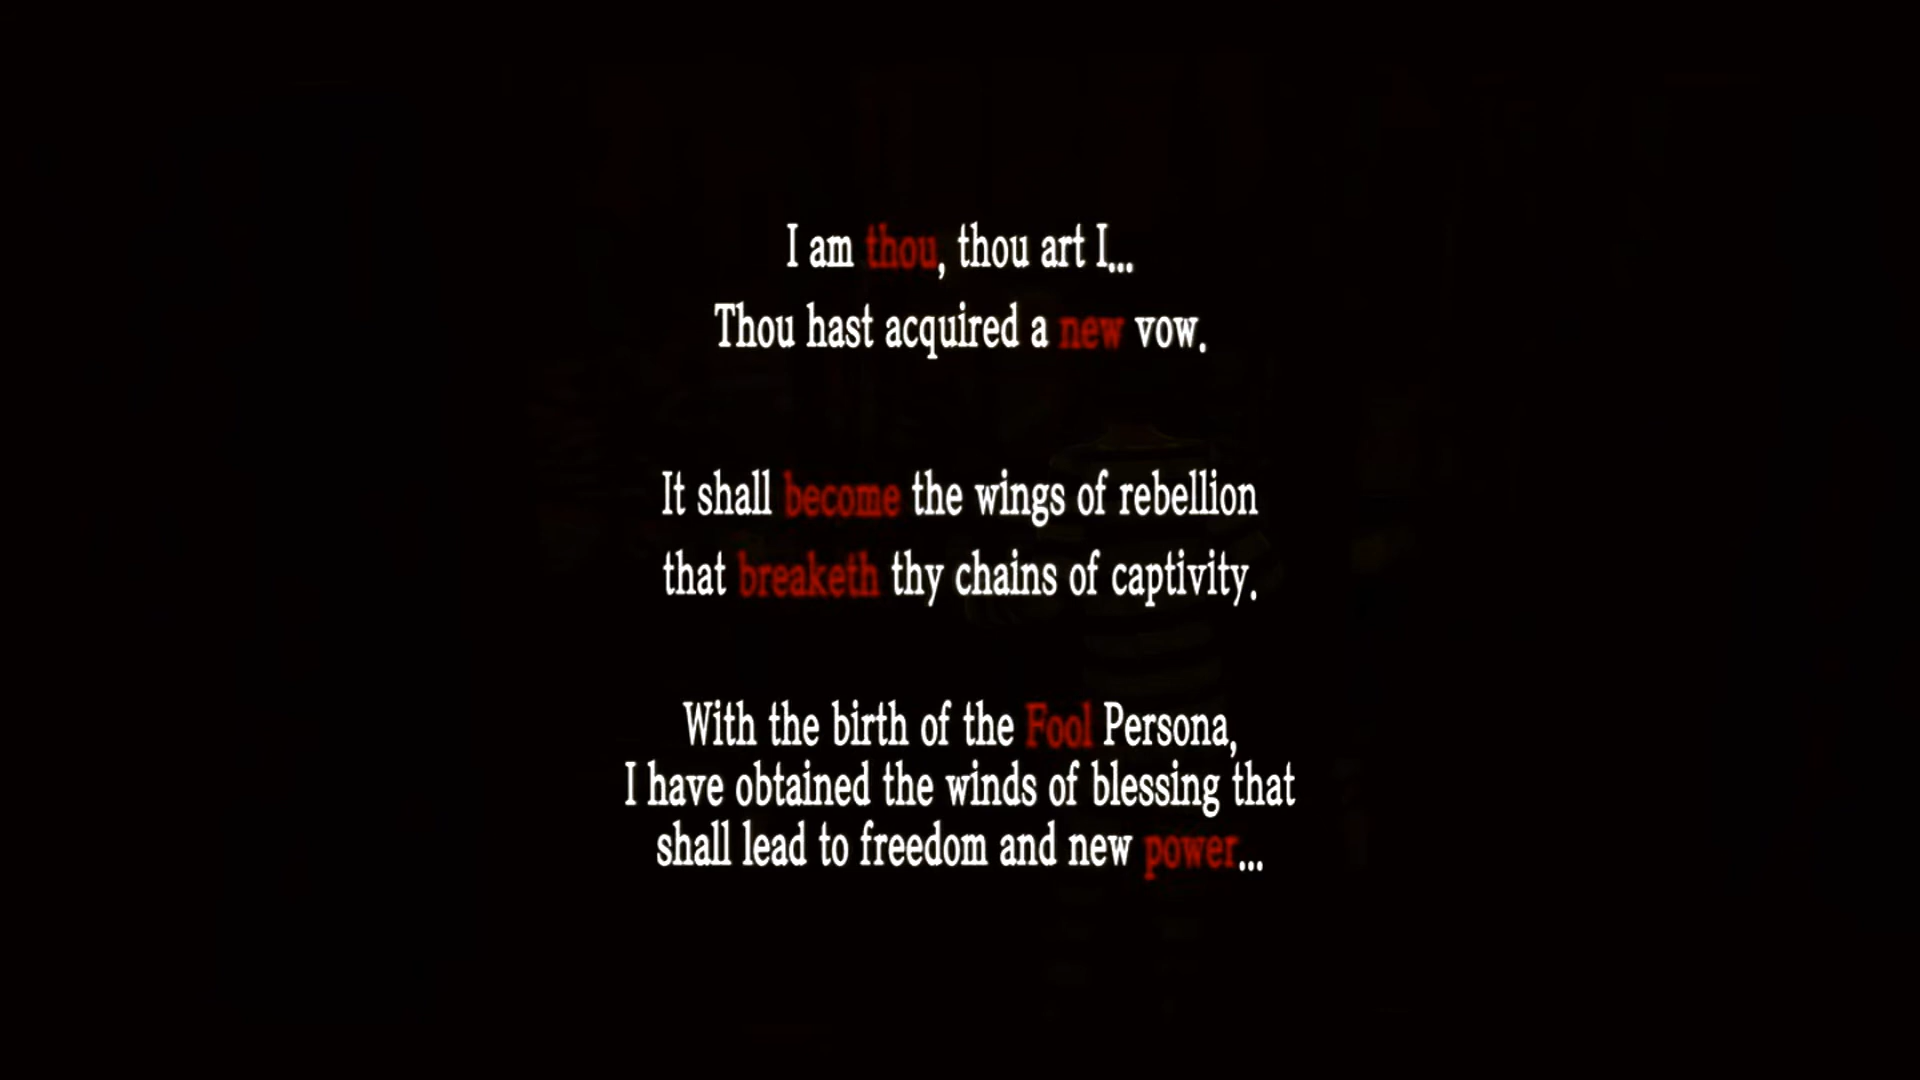 I am thou, thou art I...
Thou hast acquired a new vow.
It shall become the wings of rebellion
that breaketh thy chains of captivity.
With the birth of the Fool Persona,
I have obtained the winds of blessing that
shall lead to freedom and new power...